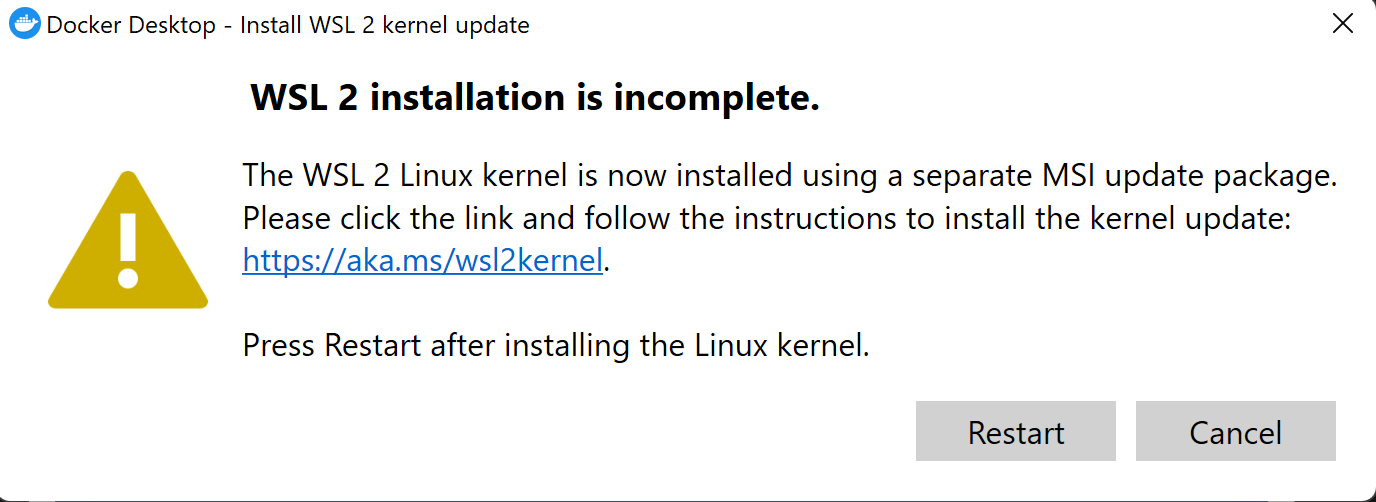 Docker Desktop - Install WSL 2 kernel update
WSL 2 installation is incomplete.
The WSL 2 Linux kernel is now installed using a separate MSI update package.
Please click the link and follow the instructions to install the kernel update:
https://aka.ms/wsl2kernel.
Press Restart after installing the Linux kernel.
Restart Cancel